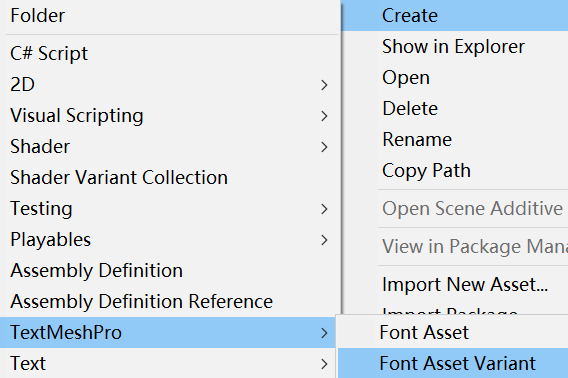 Folder
C# Script
2D
Visual Scripting
Shader
Shader Variant Collection
Testing
Playables
Assembly Definition
Assembly Definition Reference
TextMeshPro
Text
Create
Show in Explorer
Open
Delete
Rename
Copy Path
Open Scene Additive
View in Package Mana
Import New Asset...
Import Package
Font Asset
Font Asset Variant